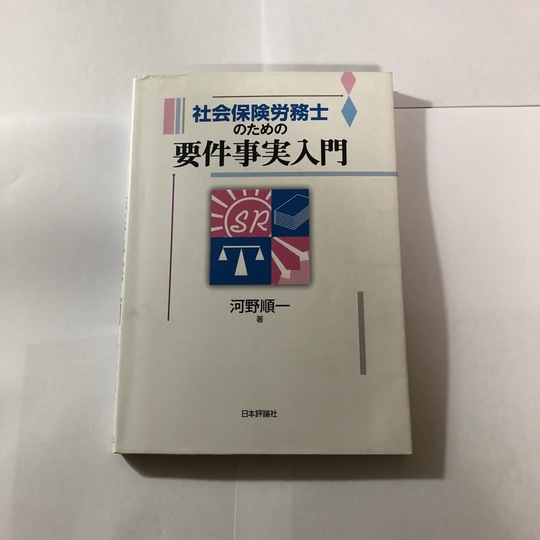 社会保険労務士
のための
要件事実入門
SR
河野順一
著
日本評論社